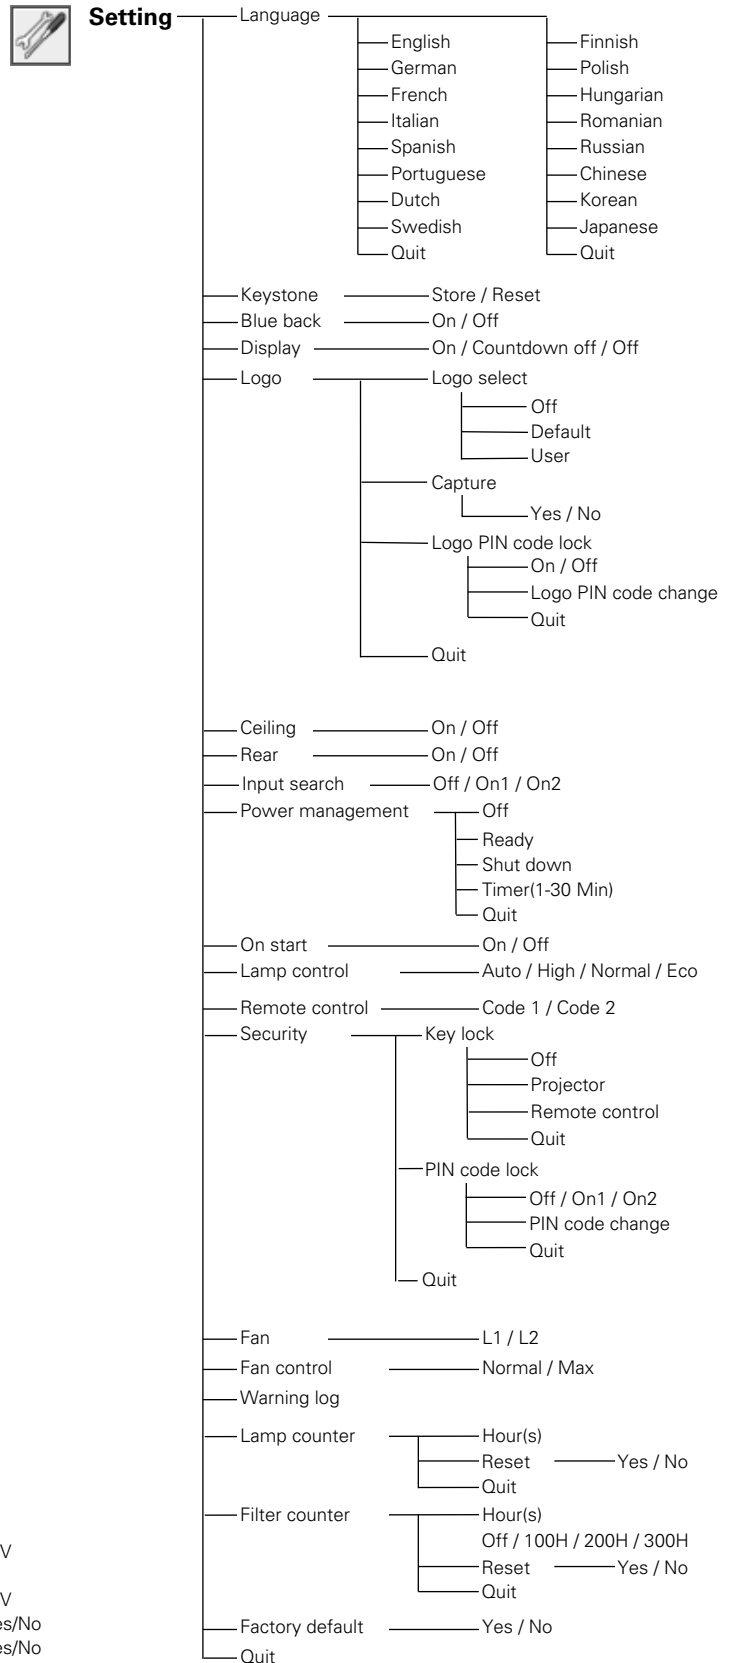 Setting Language
English Finnish
German Polish
French Hungarian
Italian Romanian
Spanish Russian
Portuguese Chinese
Dutch Korean
Swedish Japanese
Quit Quit
Keystone Store / Reset
Blue back On / Off
Display On / Countdown off / Off
Logo Logo select
Off
Default
User
Capture
Yes / No
Logo PIN code lock
On / Off
Logo PIN code change
Quit
Quit
Ceiling On / Off
Rear On / Off
Input search Off / On1 / On2
Power management Off
Ready
Shut down
Timer(1-30 Min)
Quit
On start On / Off
Lamp control Auto / High / Normal / Eco
Remote control Code 1 / Code 2
Security Key lock
Off
Projector
Remote control
Quit
PIN code lock
Off / On1 / On2
PIN code change
Quit
Quit
Fan L1 / L2
Fan control Normal / Max
Warning log
Lamp counter Hour(s)
Reset Yes / No
Quit
Filter counter Hour(s)
Off / 100H / 200H / 300H
V
Reset Yes / No
Quit
V
es/No
Factory default Yes / No
es/No
Quit